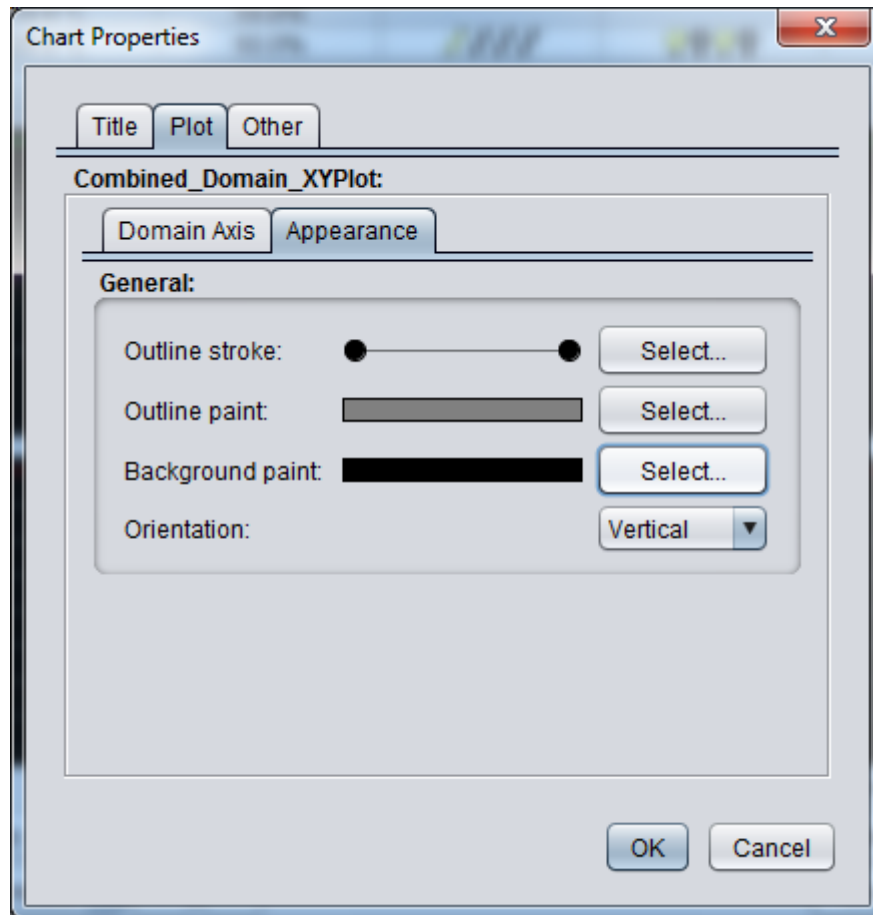 Chart Properties
Title Plot Other
Combined_Domain_XYPlot:
Domain Axis Appearance
General:
Outline stroke: Select...
Outline paint: Select...
Background paint: Select...
Orientation: Vertical
OK Cancel